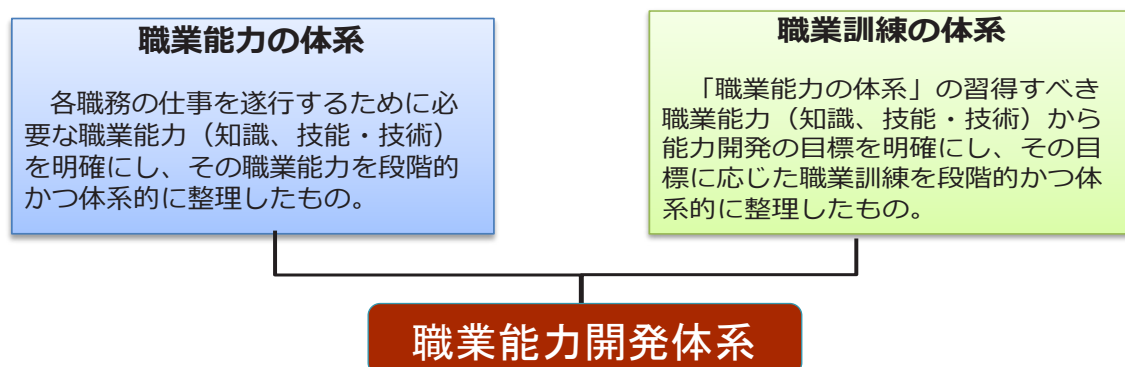 職業能力の体系
各職務の仕事を遂行するために必
要な職業能力（知識、技能・技術）
を明確にし、その職業能力を段階的
かつ体系的に整理したもの。
職業訓練の体系
「職業能力の体系」の習得すべき
職業能力（知識、技能・技術）から
能力開発の目標を明確にし、その目
標に応じた職業訓練を段階的かつ体
系的に整理したもの。
職業能力開発体系